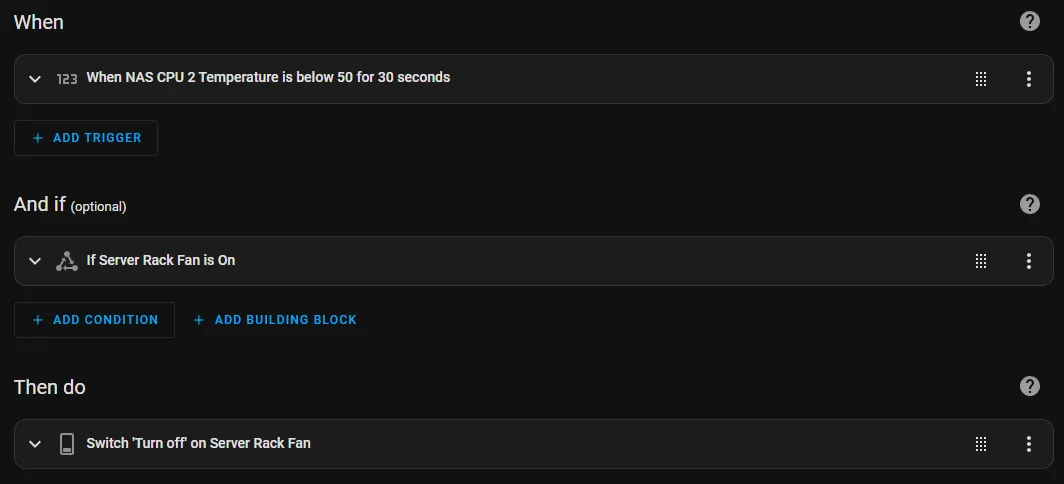 When
123 When NAS CPU 2 Temperature is below 50 for 30 seconds
+ ADD TRIGGER
And if (optional)
If Server Rack Fan is On
+ ADD CONDITION + ADD BUILDING BLOCK
Then do
Switch 'Turn off' on Server Rack Fan